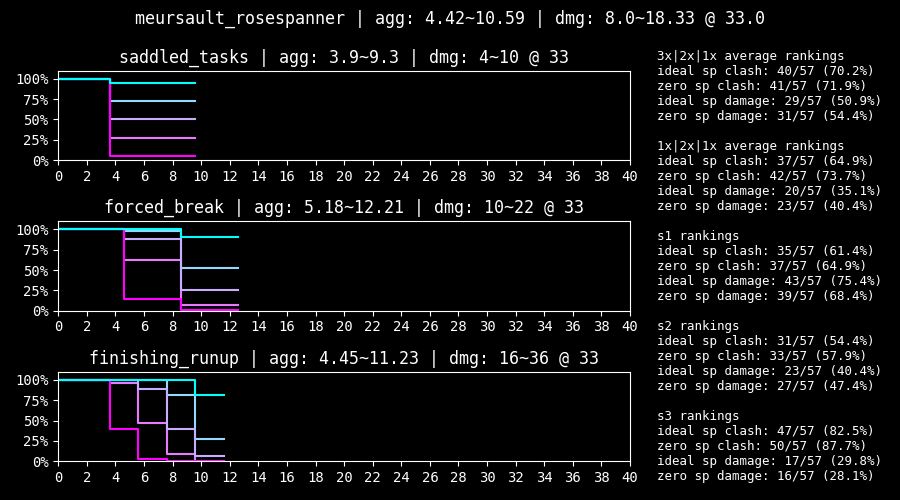 meursault_rosespanner | agg: 4.42~10.59 | dmg: 8.0~18.33 @ 33.0
saddled_tasks | agg: 3.9~9.3 | dmg: 4~10 @ 33
100%
75%
50%
25%
0%
0 2 4 6 8 10 12 14 16 18 20 22 24 26 28 30 32 34 36 38 40
forced_break | agg: 5.18~12.21 | dmg: 10~22 @ 33
100%
75%
50%
25%
0%
0 2 4 6 8 10 12 14 16 18 20 22 24 26 28 30 32 34 36 38 40
finishing_runup | agg: 4.45~11.23 | dmg: 16~36 @ 33
100%
75%
50%
25%
0%
0 2 4 6 8 10 12 14 16 18 20 22 24 26 28 30 32 34 36 38 40
3x|2x|1x average rankings
ideal sp clash: 40/57 (70.2%)
zero sp clash: 41/57 (71.9%)
ideal sp damage: 29/57 (50.9%)
zero sp damage: 31/57 (54.4%)
1x|2x|1x average rankings
ideal sp clash: 37/57 (64.9%)
zero sp clash: 42/57 (73.7%)
ideal sp damage: 20/57 (35.1%)
zero sp damage: 23/57 (40.4%)
s1 rankings
ideal sp clash: 35/57 (61.4%)
zero sp clash: 37/57 (64.9%)
ideal sp damage: 43/57 (75.4%)
zero sp damage: 39/57 (68.4%)
s2 rankings
ideal sp clash: 31/57 (54.4%)
zero sp clash: 33/57 (57.9%)
ideal sp damage: 23/57 (40.4%)
zero sp damage: 27/57 (47.4%)
s3 rankings
ideal sp clash: 47/57 (82.5%)
zero sp clash: 50/57 (87.7%)
ideal sp damage: 17/57 (29.8%)
zero sp damage: 16/57 (28.1%)